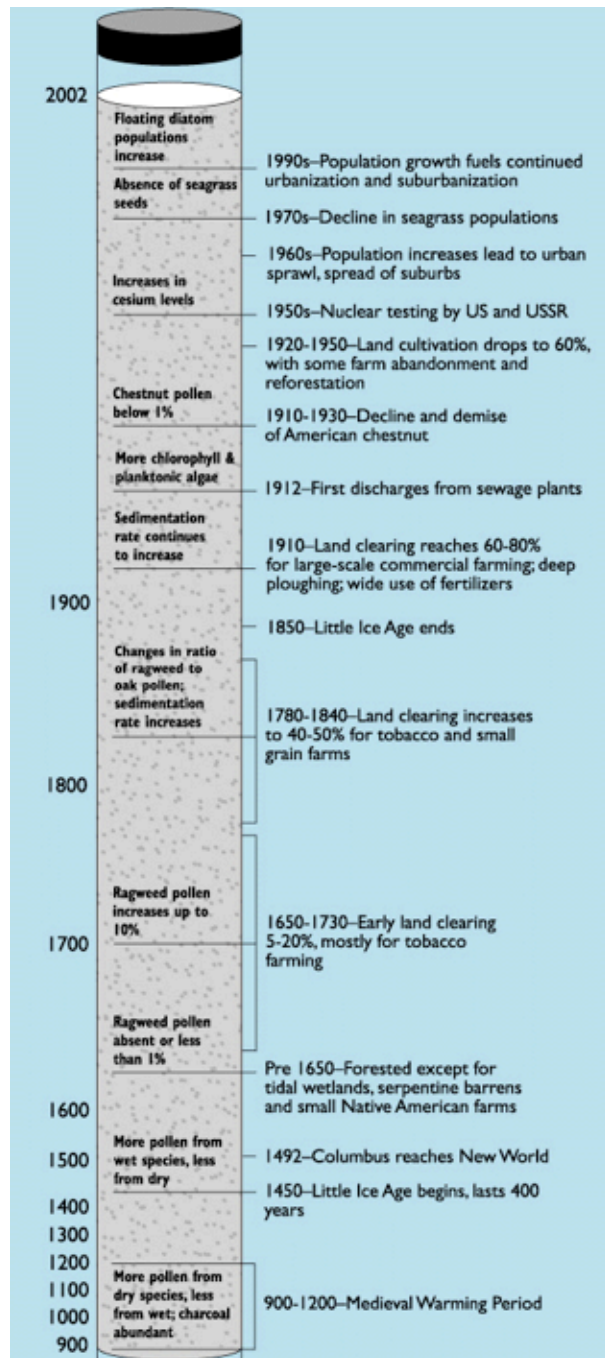 2002
Floating diatom
populations
increase
1990s–Population growth fuels continued
urbanization and suburbanization
Absence of seagrass
seeds
1970s–Decline in seagrass populations
1960s–Population increases lead to urban
sprawl, spread of suburbs
Increases in
cesium levels
1950s–Nuclear testing by US and USSR
1920-1950–Land cultivation drops to 60%,
with some farm abandonment and
reforestation
Chestnut pollen
below 1%
1910-1930–Decline and demise
of American chestnut
More chlorophyll &
planktonic algae
1912–First discharges from sewage plants
Sedimentation
rate continues
to increase
1910–Land clearing reaches 60-80%
for large-scale commercial farming; deep
ploughing; wide use of fertilizers
1900
1850–Little Ice Age ends
Changes in ratio
of ragweed to
oak pollen;
sedimentation
rate increases
1780-1840–Land clearing increases
to 40-50% for tobacco and small
grain farms
1800
Ragweed pollen
increases up to
10%
1650-1730–Early land clearing
5-20%, mostly for tobacco
farming
1700
Ragweed pollen
absent or less
than 1%
Pre 1650–Forested except for
tidal wetlands, serpentine barrens
and small Native American farms
1600
More pollen from
wet species, less
from dry
1500
1492–Columbus reaches New World
1450–Little Ice Age begins, lasts 400
years
1400
1300
1200
More pollen from
dry species, less
from wet; charcoal
abundant
900-1200–Medieval Warming Period
1100
1000
900